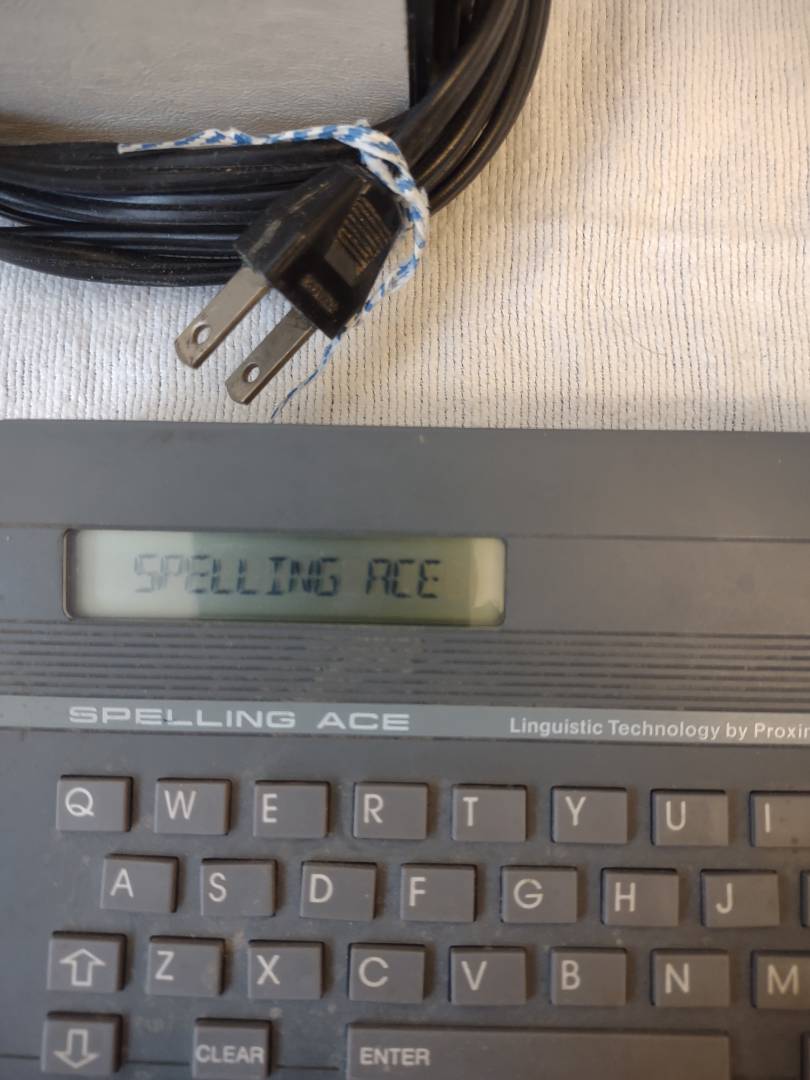 SPELLING ACE
SPELLING ACE Linguistic Technology by Proxim
Q W E R T Y U I
A S D F G H J
Z X C V B N M
CLEAR ENTER